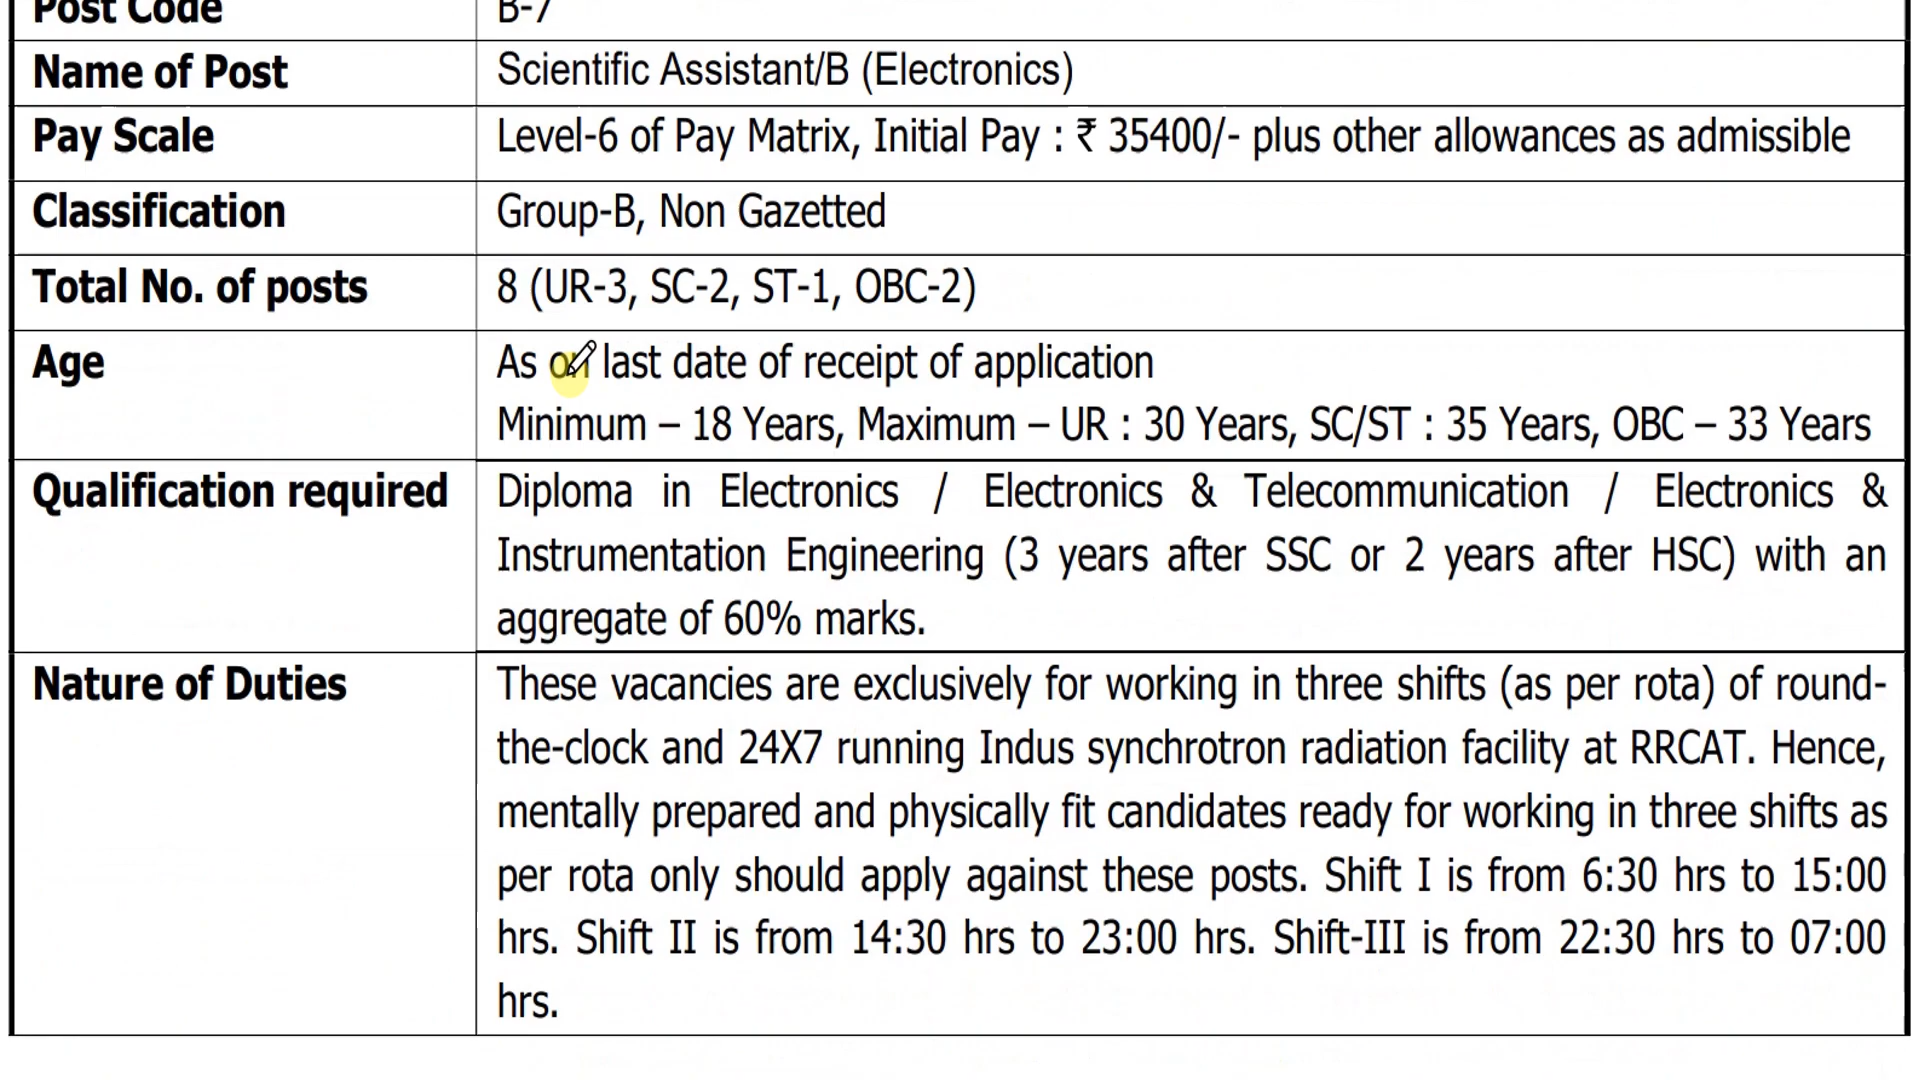 Post Code B-7
Name of Post Scientific Assistant/B (Electronics)
Pay Scale Level-6 of Pay Matrix, Initial Pay : ₹ 35400/- plus other allowances as admissible
Classification Group-B, Non Gazetted
Total No. of posts 8 (UR-3, SC-2, ST-1, OBC-2)
Age As on last date of receipt of application
Minimum – 18 Years, Maximum – UR : 30 Years, SC/ST : 35 Years, OBC – 33 Years
Qualification required Diploma in Electronics / Electronics & Telecommunication / Electronics &
Instrumentation Engineering (3 years after SSC or 2 years after HSC) with an
aggregate of 60% marks.
Nature of Duties These vacancies are exclusively for working in three shifts (as per rota) of round-
the-clock and 24X7 running Indus synchrotron radiation facility at RRCAT. Hence,
mentally prepared and physically fit candidates ready for working in three shifts as
per rota only should apply against these posts. Shift I is from 6:30 hrs to 15:00
hrs. Shift II is from 14:30 hrs to 23:00 hrs. Shift-III is from 22:30 hrs to 07:00
hrs.